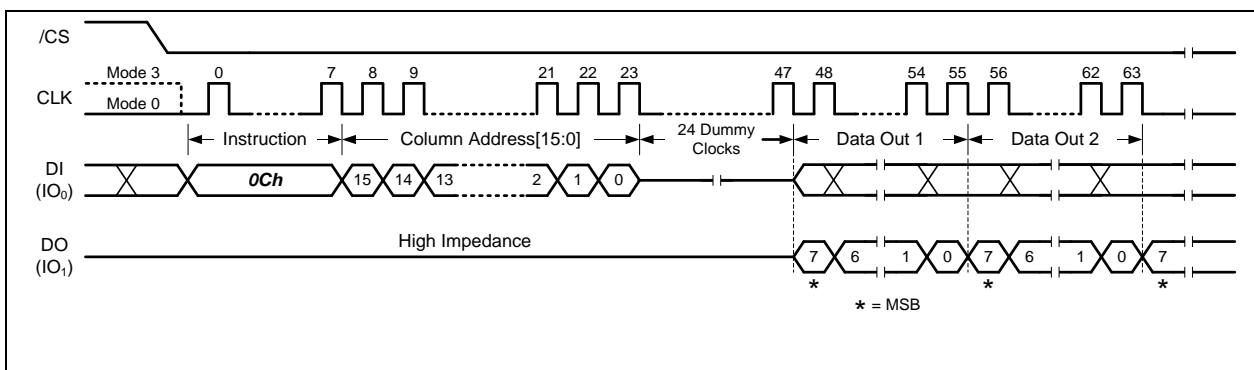 /CS
Mode 3 0 7 8 9 21 22 23 47 48 54 55 56 62 63
CLK Mode 0
Instruction Column Address[15:0] 24 Dummy Clocks Data Out 1 Data Out 2
DI (IO0) 0Ch 15 14 13 2 1 0
High Impedance
DO (IO1) 7 6 1 0 7 6 1 0 7
* * *
* = MSB